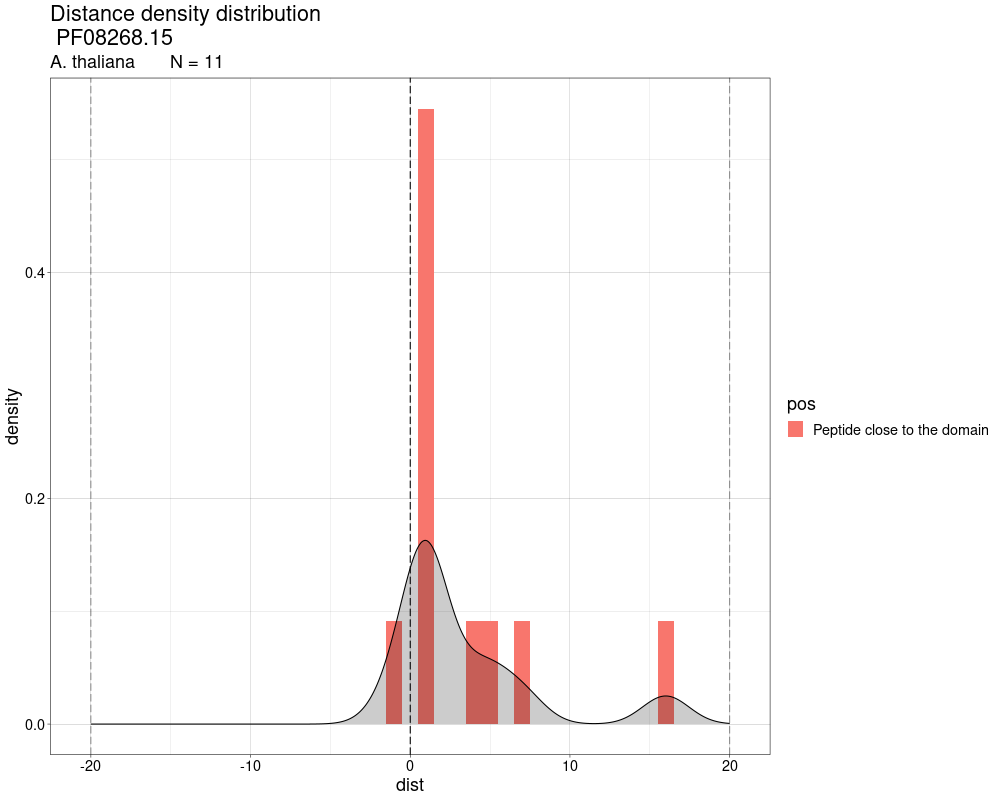 Distance density distribution
PF08268.15
A. thaliana N = 11
0.4
0.2
0.0
density
-20 -10 0 10 20
dist
pos
Peptide close to the domain